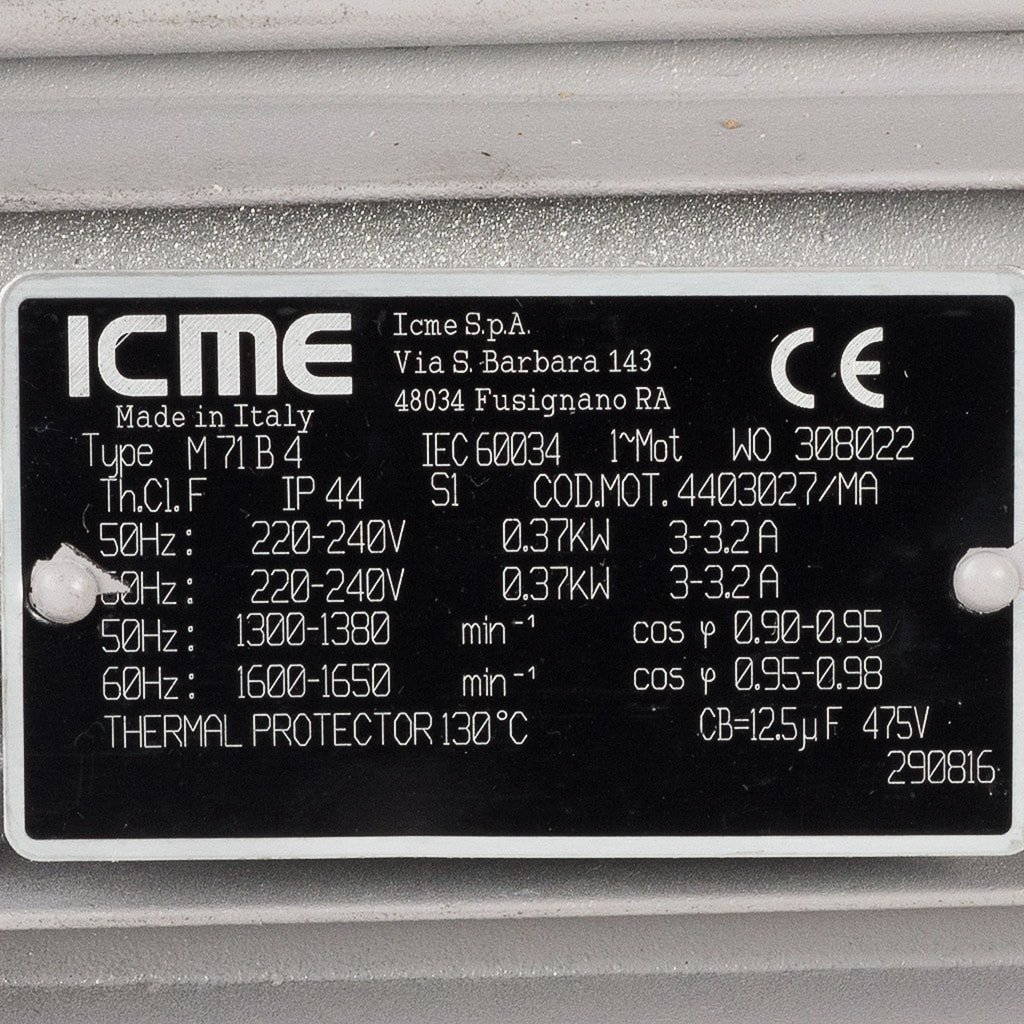 ICME
Made in Italy
Icme S.p.A.
Via S. Barbara 143
48034 Fusignano RA
CE
Type M 71 B 4 IEC 60034 1~Mot WO 308022
Th.Cl. F IP 44 S1 COD.MOT. 4403027/MA
50Hz: 220-240V 0.37KW 3-3.2 A
60Hz: 220-240V 0.37KW 3-3.2 A
50Hz: 1300-1380 min⁻¹ cos φ 0.90-0.95
60Hz: 1600-1650 min⁻¹ cos φ 0.95-0.98
THERMAL PROTECTOR 130°C CB=12.5µF 475V
290816